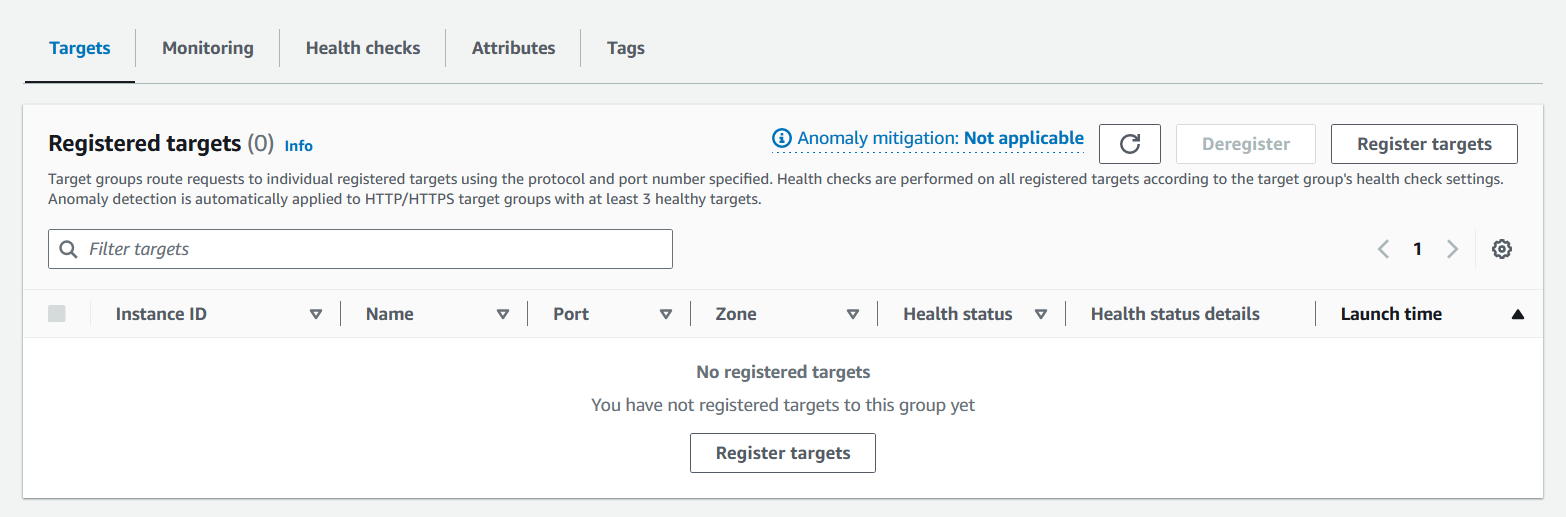 Targets Monitoring Health checks Attributes Tags
Registered targets (0) Info Anomaly mitigation: Not applicable Deregister Register targets
Target groups route requests to individual registered targets using the protocol and port number specified. Health checks are performed on all registered targets according to the target group's health check settings.
Anomaly detection is automatically applied to HTTP/HTTPS target groups with at least 3 healthy targets.
Filter targets 1
Instance ID Name Port Zone Health status Health status details Launch time
No registered targets
You have not registered targets to this group yet
Register targets